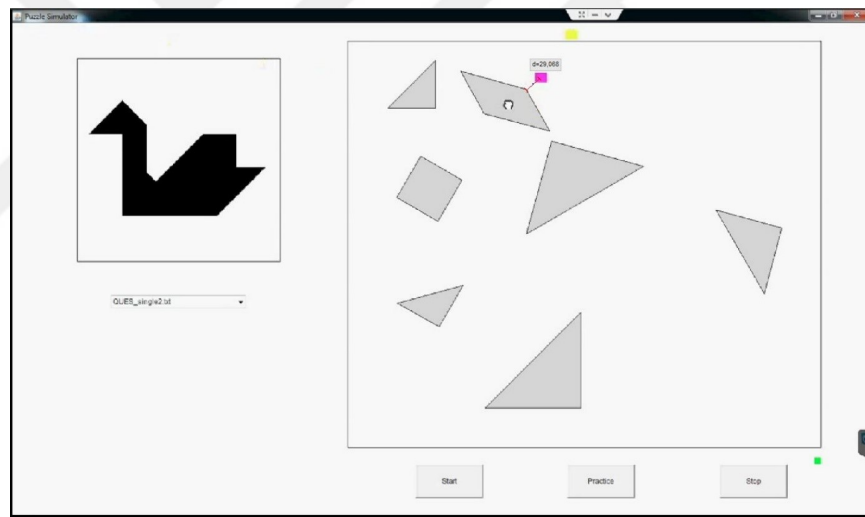 Puzzle Simulator
d=29,068
QUES_single2.txt
Start
Practice
Stop